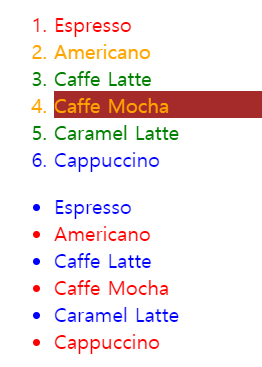 1. Espresso
2. Americano
3. Caffe Latte
4. Caffe Mocha
5. Caramel Latte
6. Cappuccino
• Espresso
• Americano
• Caffe Latte
• Caffe Mocha
• Caramel Latte
• Cappuccino